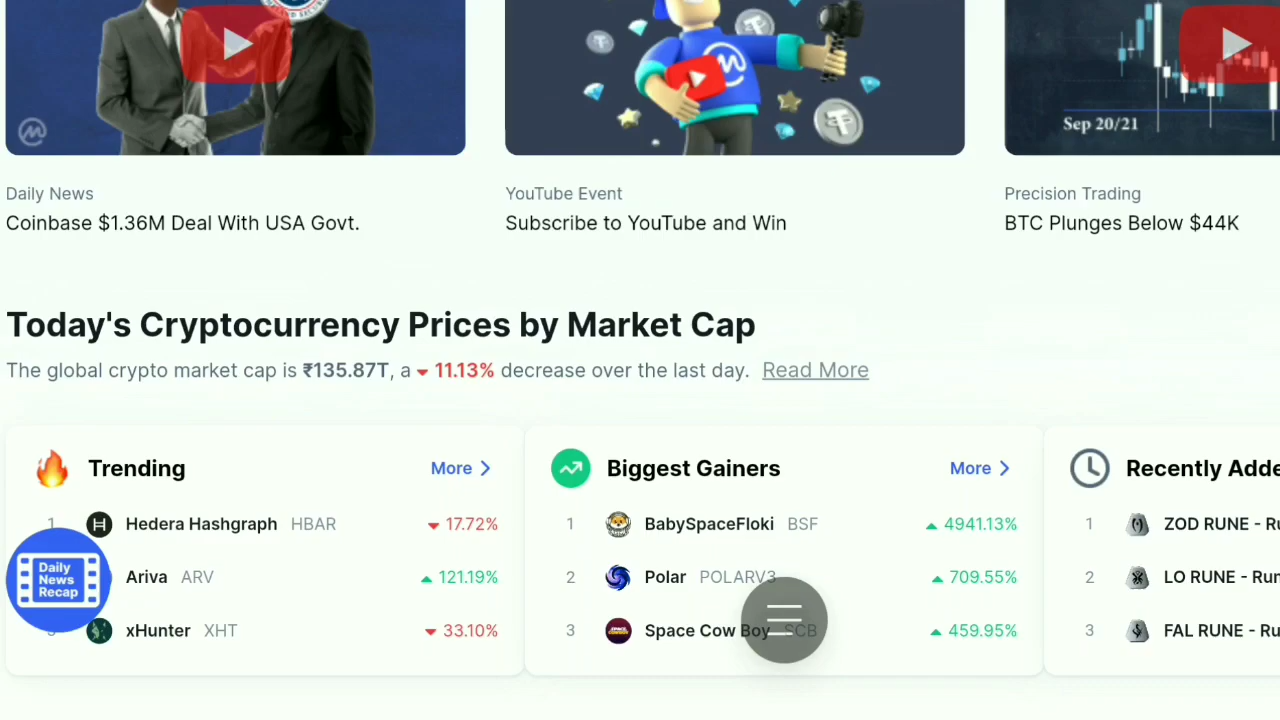 Sep 20/21
Daily News
Coinbase $1.36M Deal With USA Govt.
YouTube Event
Subscribe to YouTube and Win
Precision Trading
BTC Plunges Below $44K
Today's Cryptocurrency Prices by Market Cap
The global crypto market cap is ₹135.87T, a 11.13% decrease over the last day. Read More
Trending
More
1 Hedera Hashgraph HBAR 17.72%
Ariva ARV 121.19%
xHunter XHT 33.10%
Daily
News
Recap
Biggest Gainers
More
1 BabySpaceFloki BSF 4941.13%
2 Polar POLARV3 709.55%
3 Space Cow Boy SCB 459.95%
Recently Adde
1 ZOD RUNE - Ru
2 LO RUNE - Run
3 FAL RUNE - Ru